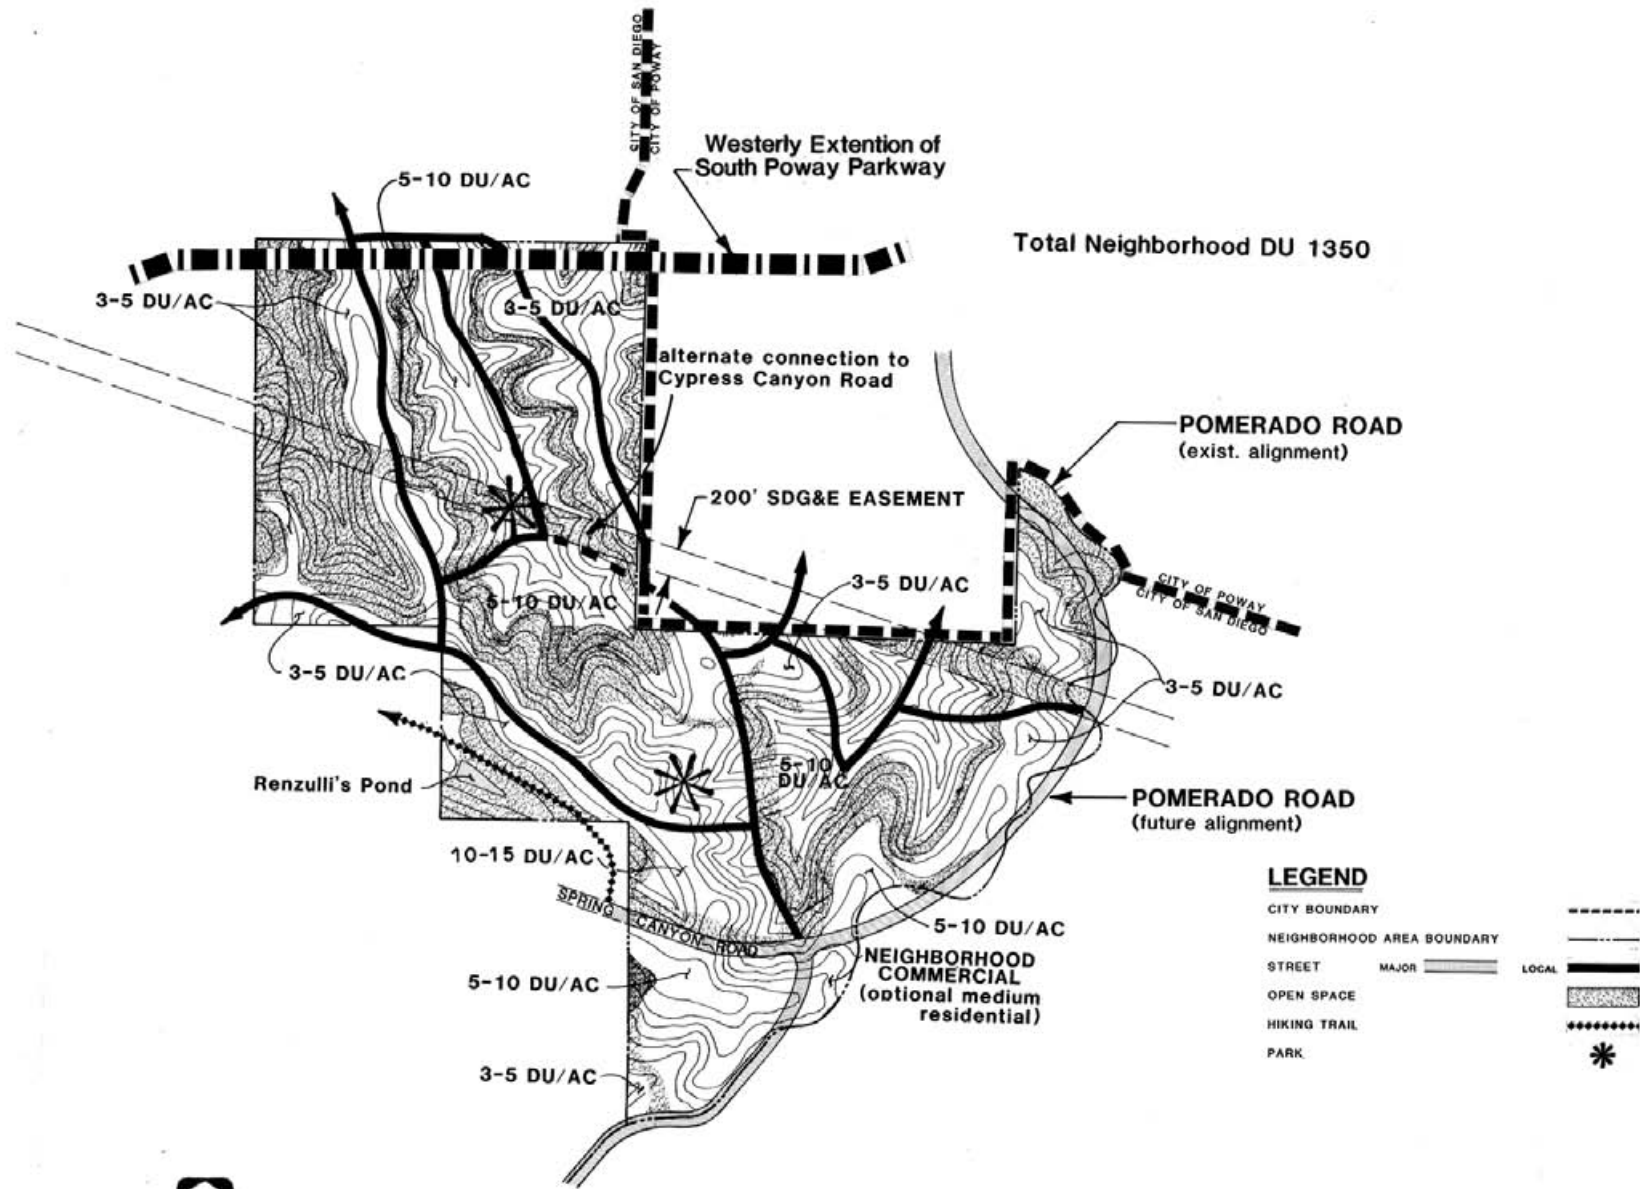 CITY OF SAN DIEGO
CITY OF POWAY
Westerly Extention of
South Poway Parkway
5-10 DU/AC
Total Neighborhood DU 1350
3-5 DU/AC
3-5 DU/AC
alternate connection to
Cypress Canyon Road
POMERADO ROAD
(exist. alignment)
200' SDG&E EASEMENT
3-5 DU/AC
CITY OF POWAY
CITY OF SAN DIEGO
5-10 DU/AC
3-5 DU/AC
3-5 DU/AC
5-10
DU/AC
Renzulli's Pond
POMERADO ROAD
(future alignment)
10-15 DU/AC
SPRING CANYON ROAD
5-10 DU/AC
NEIGHBORHOOD
COMMERCIAL
(optional medium
residential)
5-10 DU/AC
3-5 DU/AC
LEGEND
CITY BOUNDARY
NEIGHBORHOOD AREA BOUNDARY
STREET MAJOR LOCAL
OPEN SPACE
HIKING TRAIL
PARK